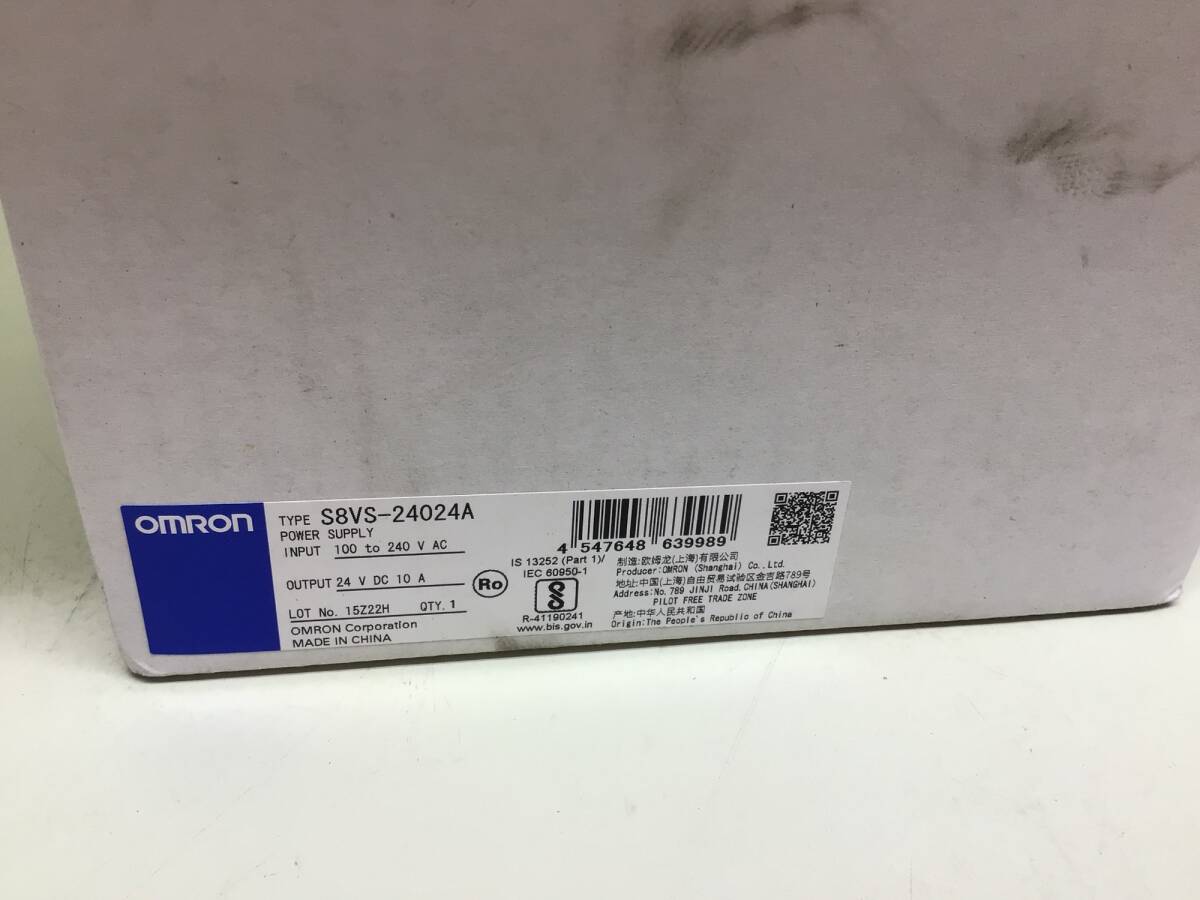 OMRON
TYPE S8VS-24024A
POWER SUPPLY
INPUT 100 to 240 V AC
OUTPUT 24 V DC 10 A
LOT No. 15Z22H QTY. 1
OMRON Corporation
MADE IN CHINA
Ro
IS 13252 (Part 1)/
IEC 60950-1
R-41190241
www.bis.gov.in
4 547648 639989
制造:欧姆龙(上海)有限公司
Producer:OMRON (Shanghai) Co., Ltd.
地址:中国(上海)自由贸易试验区金吉路789号
Address:No. 789 JINJI Road, CHINA(SHANGHAI)
PILOT FREE TRADE ZONE
产地:中华人民共和国
Origin:The People's Republic of China